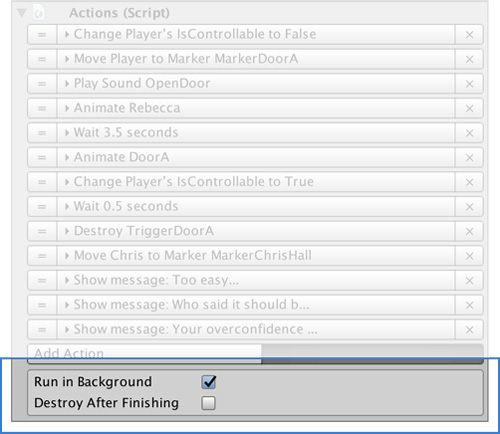 Actions (Script)
= Change Player's IsControllable to False ×
= Move Player to Marker MarkerDoorA ×
= Play Sound OpenDoor ×
= Animate Rebecca ×
= Wait 3.5 seconds ×
= Animate DoorA ×
= Change Player's IsControllable to True ×
= Wait 0.5 seconds ×
= Destroy TriggerDoorA ×
= Move Chris to Marker MarkerChrisHall ×
= Show message: Too easy... ×
= Show message: Who said it should b... ×
= Show message: Your overconfidence ... ×
Add Action
Run in Background
Destroy After Finishing